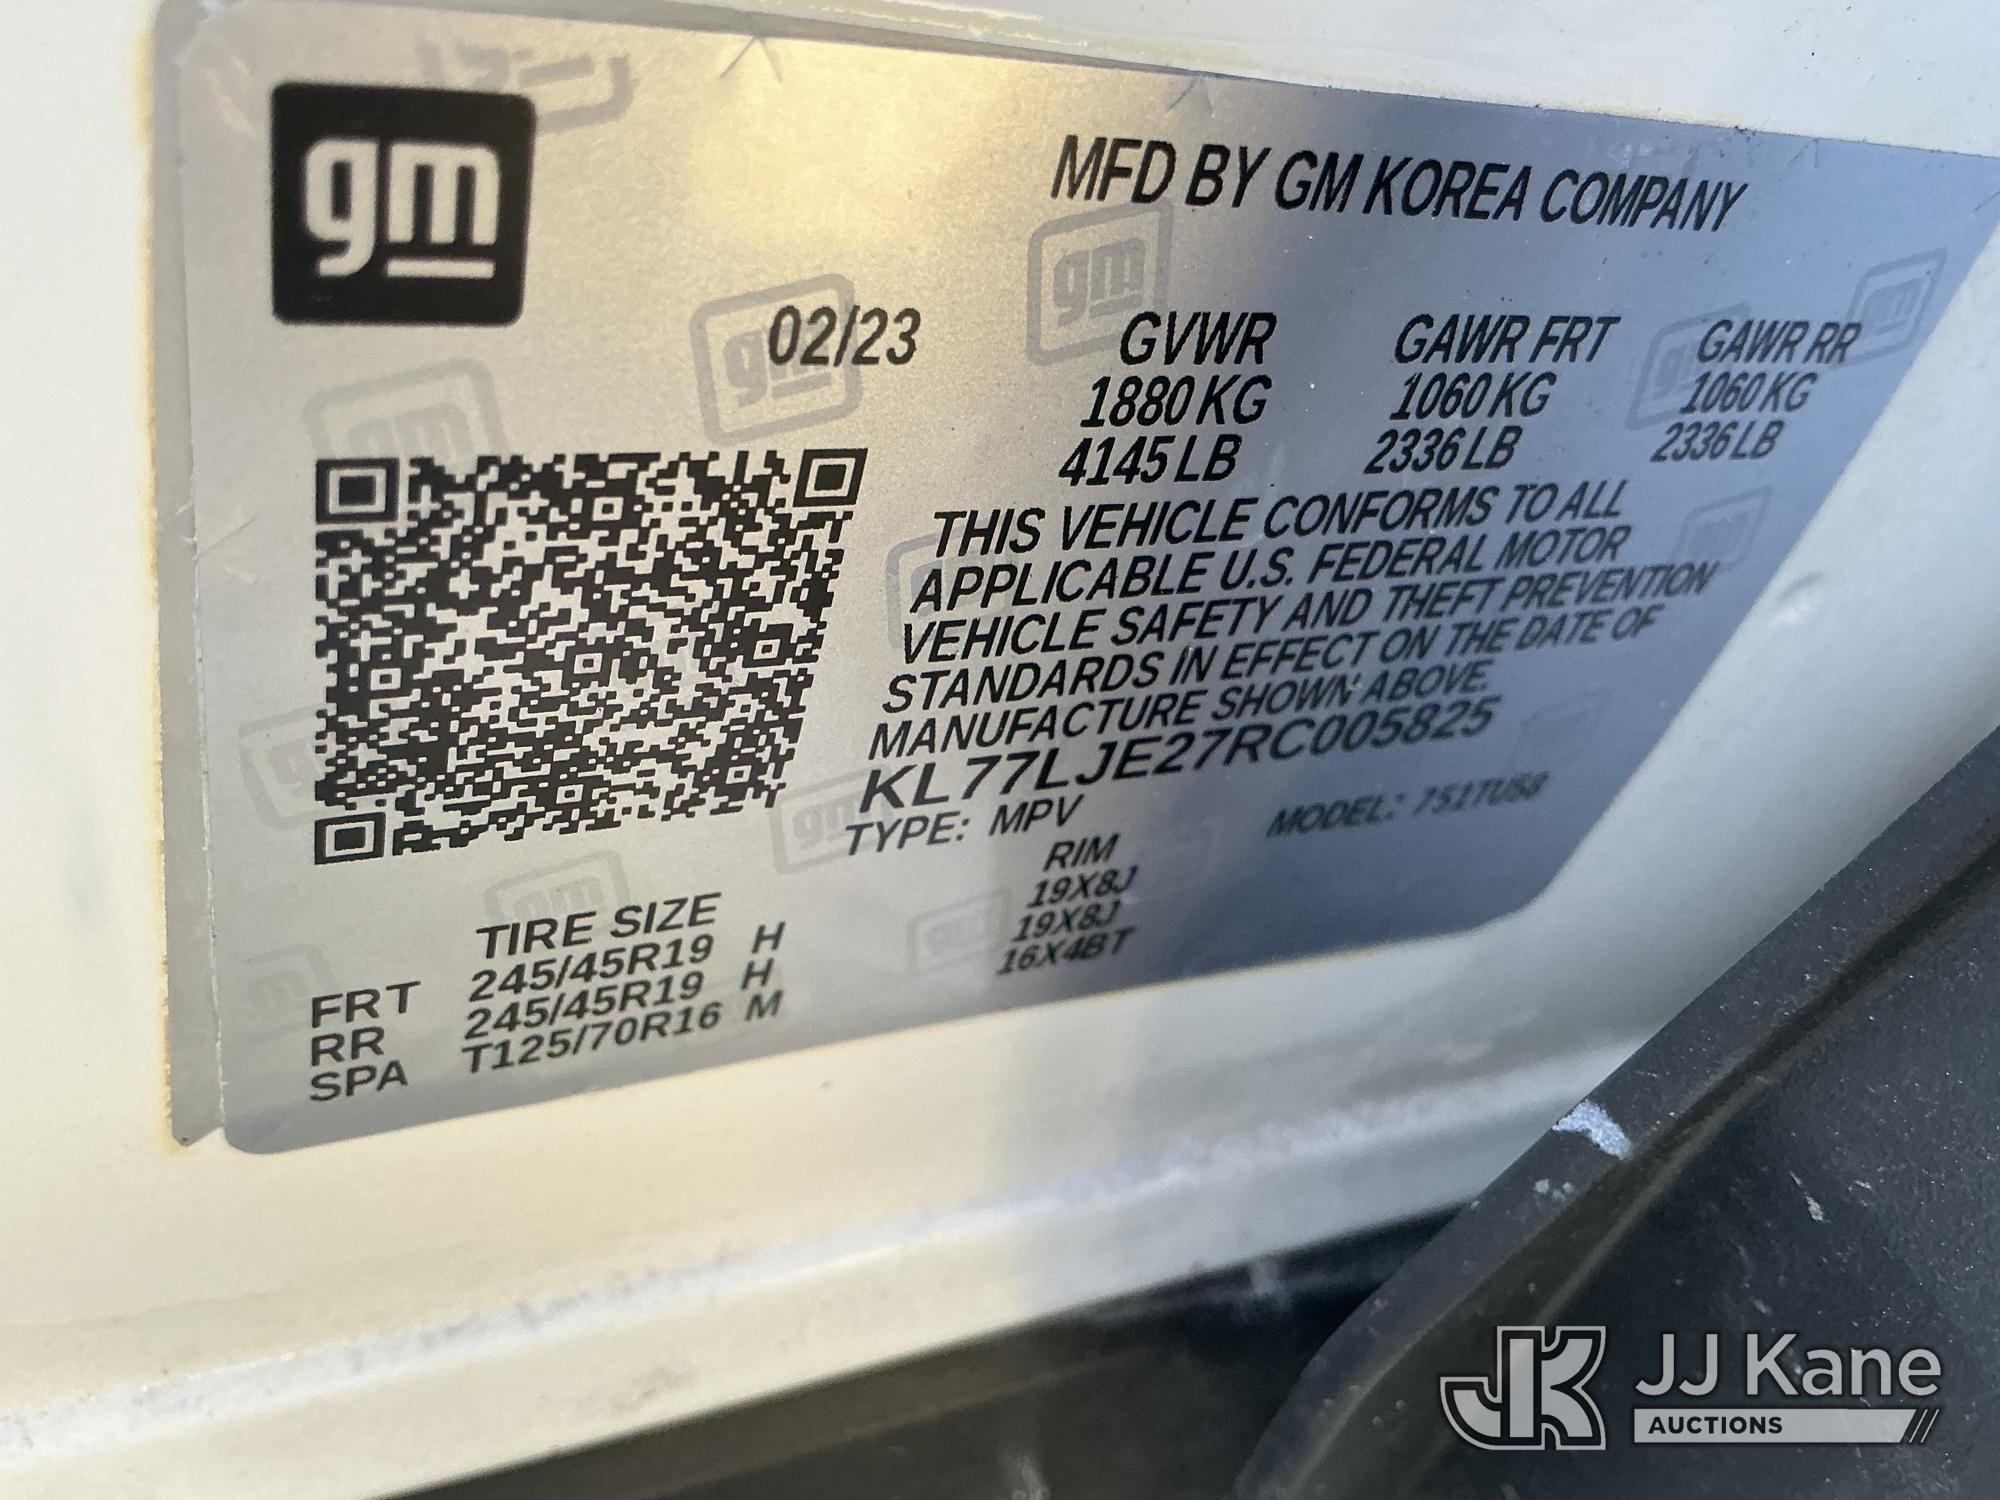 gm
MFD BY GM KOREA COMPANY
02/23
GVWR GAWR FRT GAWR RR
1880 KG 1060 KG 1060 KG
4145 LB 2336 LB 2336 LB
THIS VEHICLE CONFORMS TO ALL
APPLICABLE U.S. FEDERAL MOTOR
VEHICLE SAFETY AND THEFT PREVENTION
STANDARDS IN EFFECT ON THE DATE OF
MANUFACTURE SHOWN ABOVE.
KL77LJE27RC005825
TYPE: MPV MODEL:
TIRE SIZE RIM
FRT 245/45R19 H 19X8J
RR 245/45R19 H 19X8J
SPA T125/70R16 M 16X4BT
JK JJ Kane
AUCTIONS